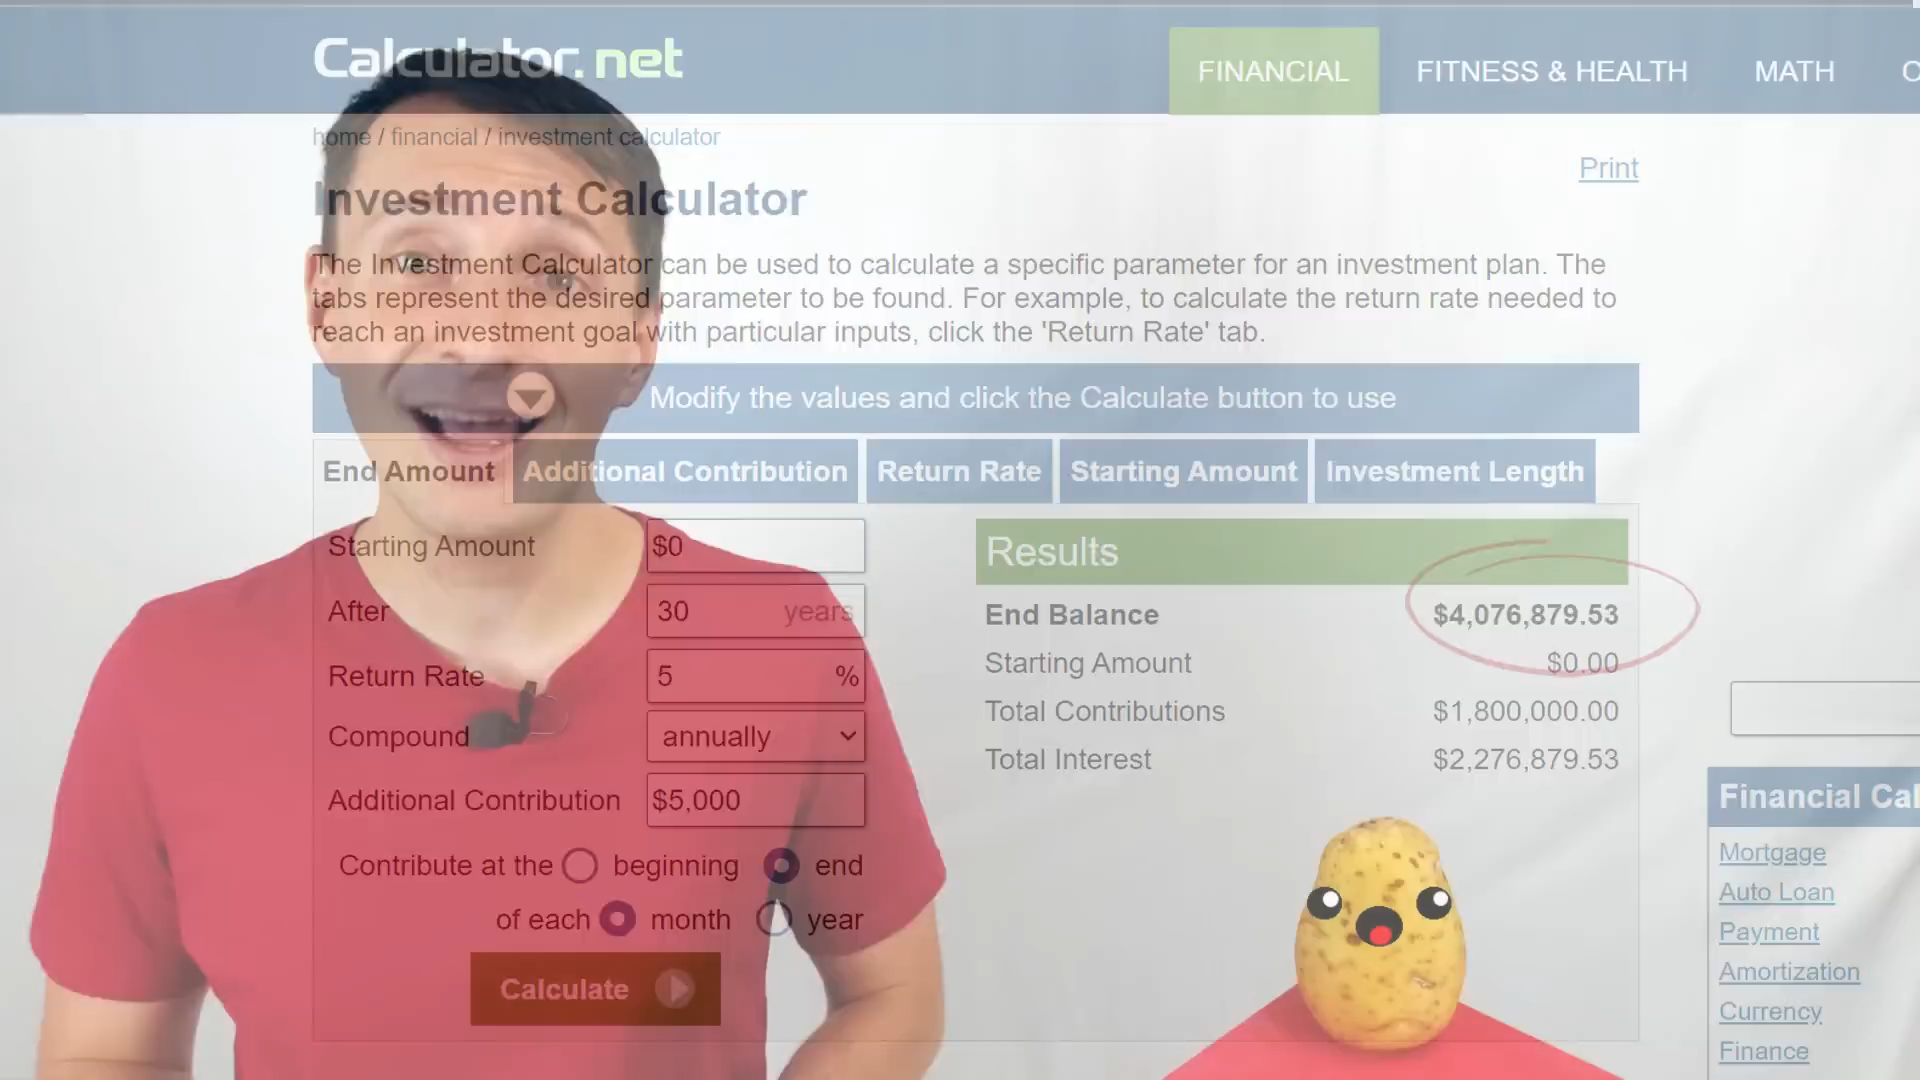 Calculator.net
FINANCIAL
FITNESS & HEALTH
MATH
home / financial / investment calculator
Print
Investment Calculator
The Investment Calculator can be used to calculate a specific parameter for an investment plan. The
tabs represent the desired parameter to be found. For example, to calculate the return rate needed to
reach an investment goal with particular inputs, click the 'Return Rate' tab.
Modify the values and click the Calculate button to use
End Amount
Additional Contribution
Return Rate
Starting Amount
Investment Length
Starting Amount $0
After 30 years
Return Rate 5 %
Compound annually
Additional Contribution $5,000
Contribute at the beginning end
of each month year
Calculate
Results
End Balance $4,076,879.53
Starting Amount $0.00
Total Contributions $1,800,000.00
Total Interest $2,276,879.53
Financial Cal
Mortgage
Auto Loan
Payment
Amortization
Currency
Finance